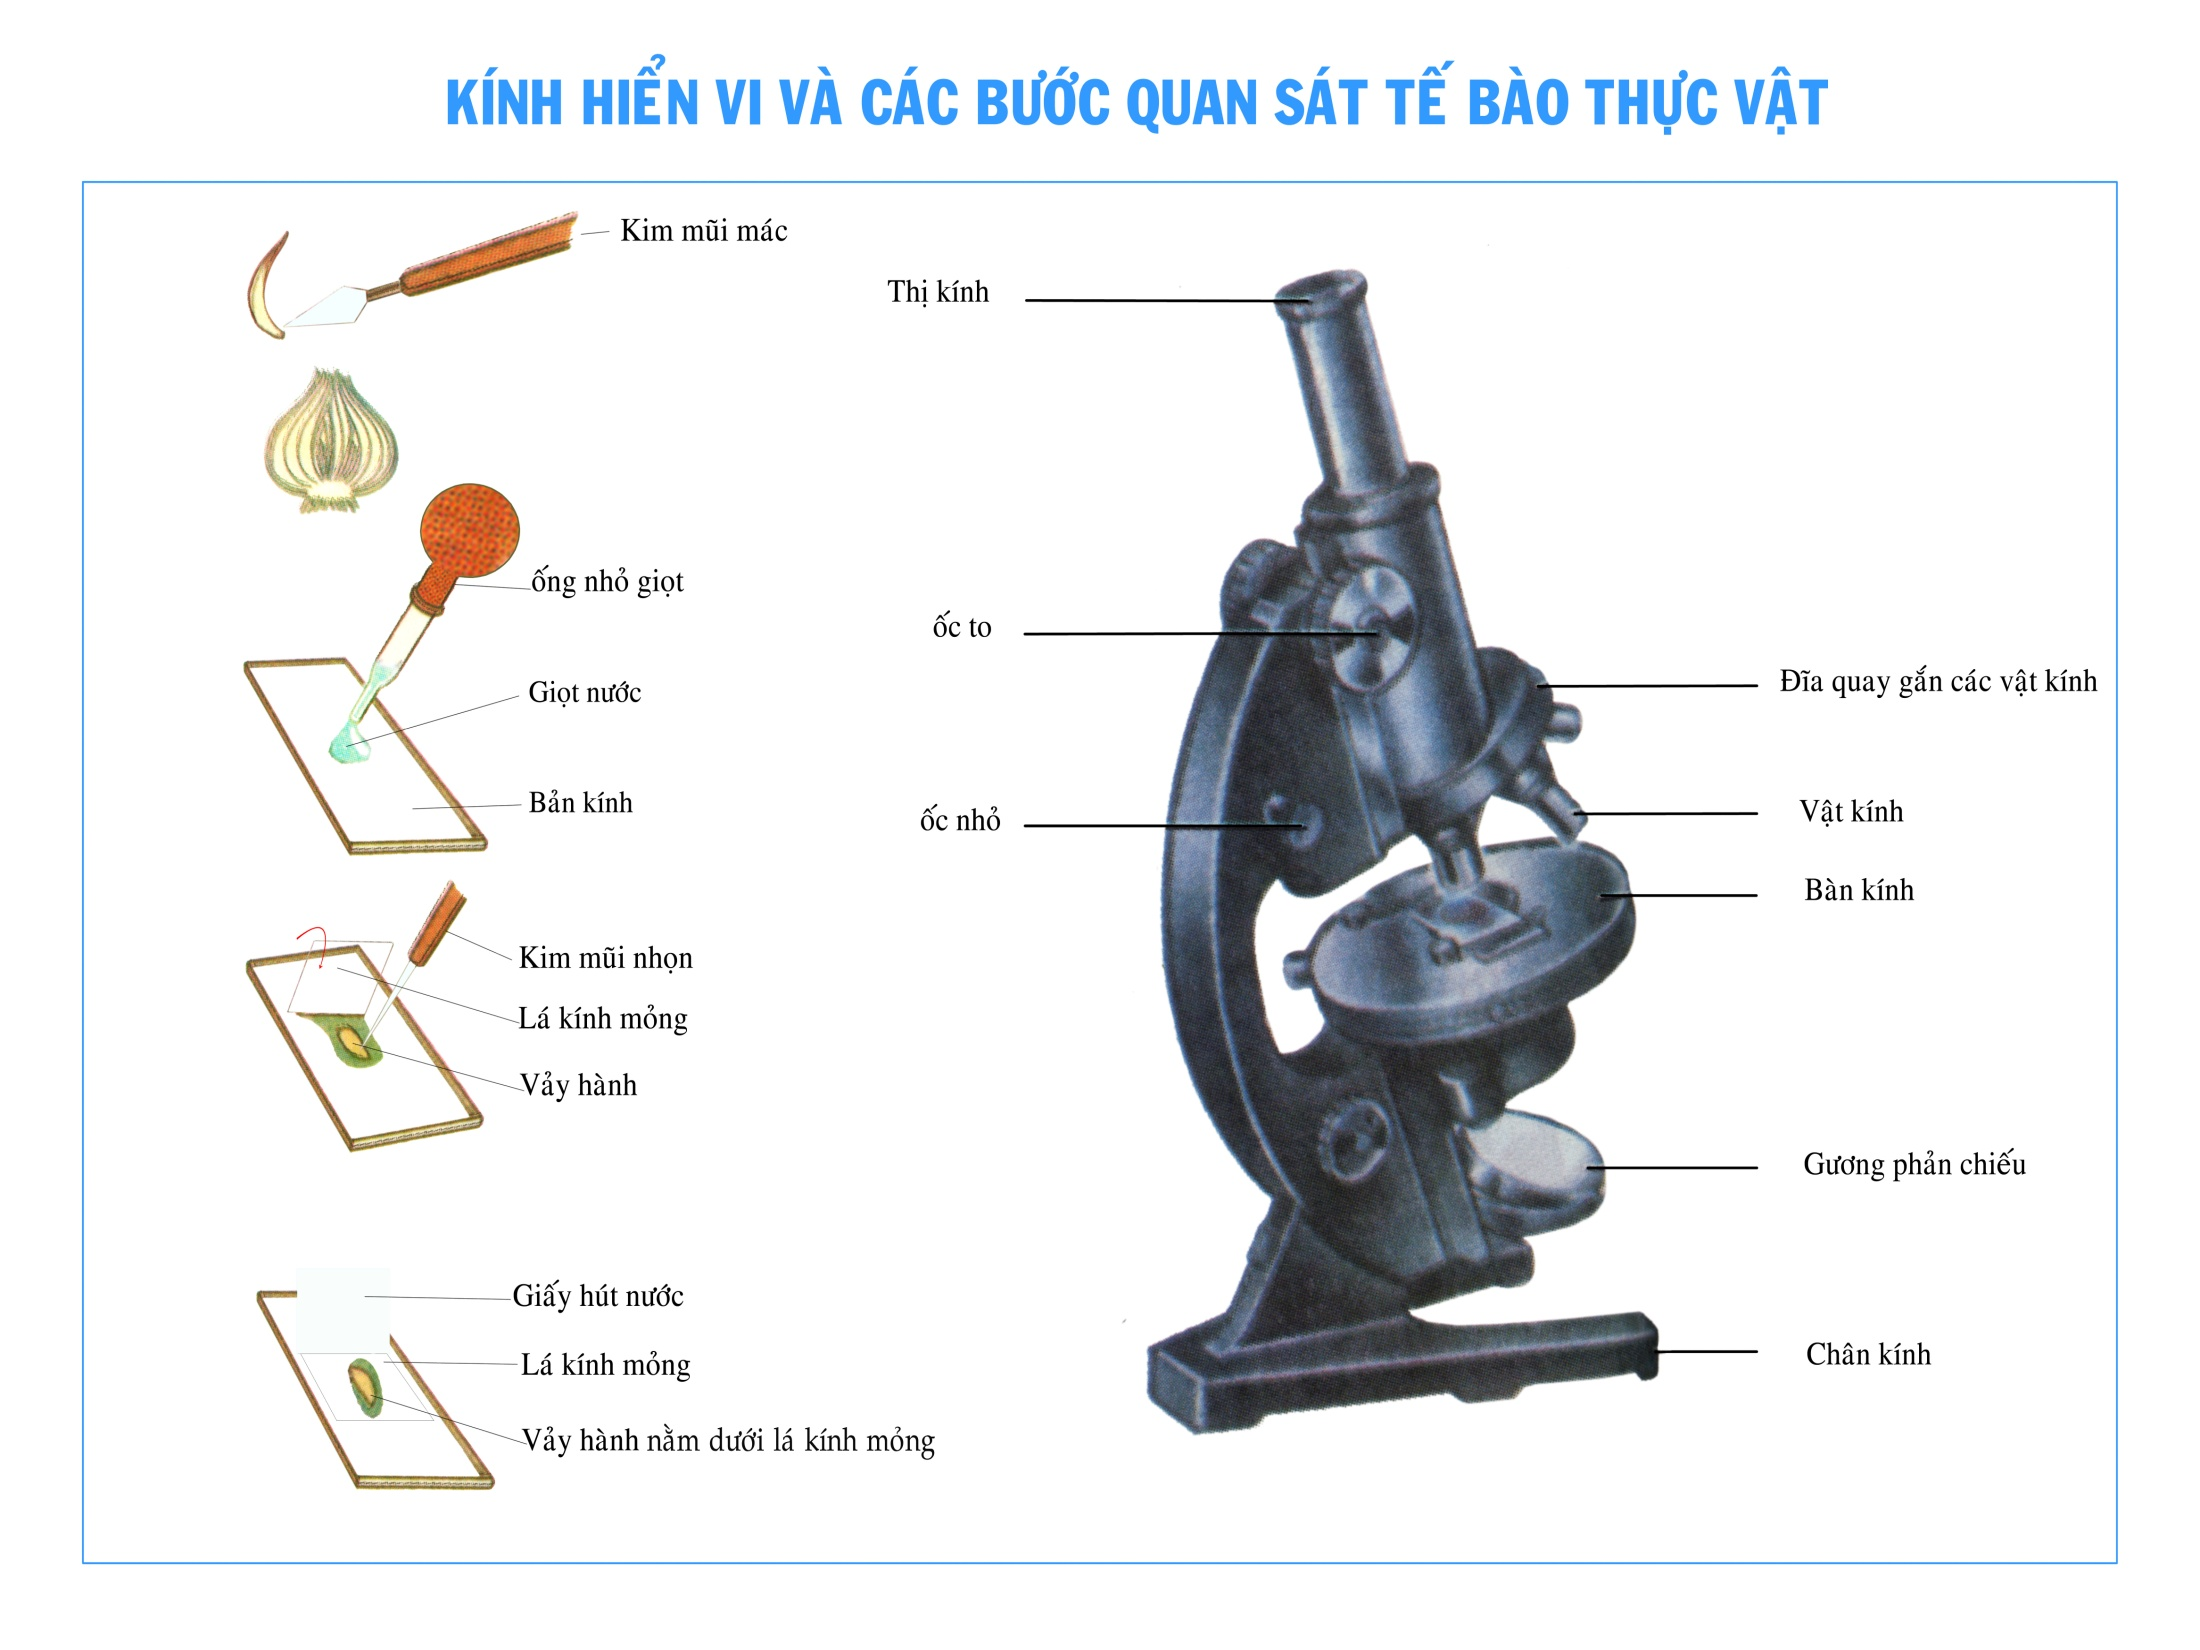 KÍNH HIỂN VI VÀ CÁC BƯỚC QUAN SÁT TẾ BÀO THỰC VẬT
Kim mũi mác
ống nhỏ giọt
Giọt nước
Bản kính
Kim mũi nhọn
Lá kính mỏng
Vảy hành
Giấy hút nước
Lá kính mỏng
Vảy hành nằm dưới lá kính mỏng
Thị kính
ốc to
ốc nhỏ
Đĩa quay gắn các vật kính
Vật kính
Bàn kính
Gương phản chiếu
Chân kính